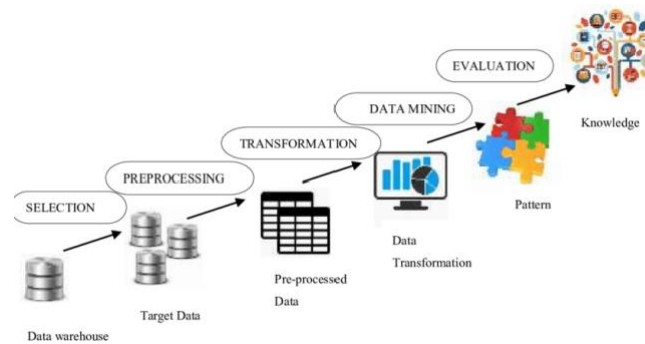 EVALUATION
Knowledge
DATA MINING
Pattern
TRANSFORMATION
Data
Transformation
PREPROCESSING
Pre-processed
Data
SELECTION
Target Data
Data warehouse